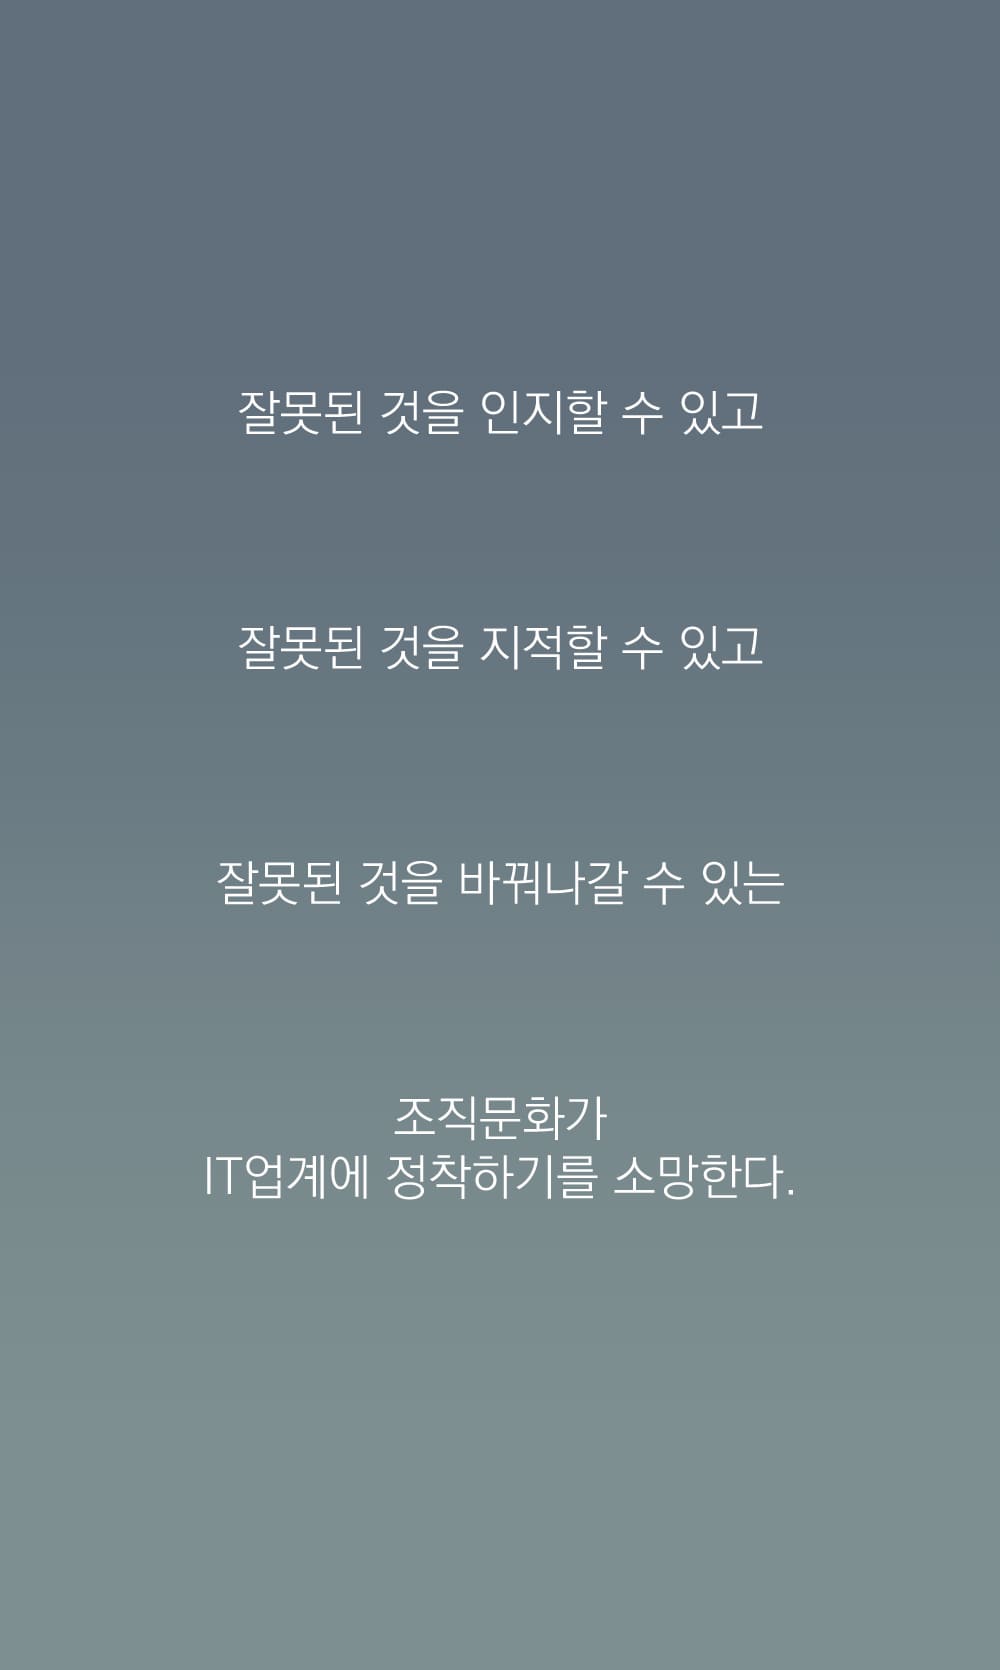 잘못된 것을 인지할 수 있고
잘못된 것을 지적할 수 있고
잘못된 것을 바꿔나갈 수 있는
조직문화가
IT업계에 정착하기를 소망한다.